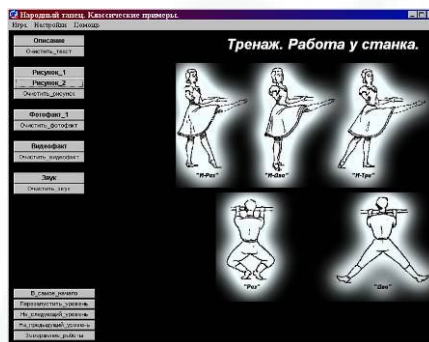 Народный танец. Классические примеры.
Игра Настройки Помощь
Описание
Очистить_текст
Рисунок_1
Рисунок_2
Очистить_рисунок
Фотофакт_1
Очистить_фотофакт
Видеофакт
Очистить_видеофакт
Звук
Очистить_звук
В_самое_начало
Перезапустить_уровень
На_следующий_уровень
На_предыдущий_уровень
Завершение_работы
Тренаж. Работа у станка.
"И-Раз"
"И-Два"
"И-Три"
"Раз"
"Два"